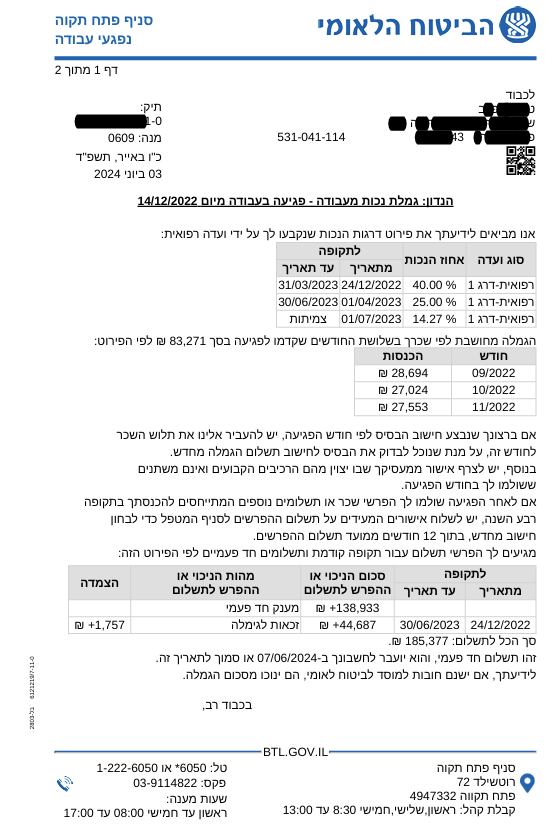 הביטוח הלאומי
סניף פתח תקוה
נפגעי עבודה
דף 1 מתוך 2
לכבוד
תיק:
1-0
מנה: 0609
43
531-041-114
כ"ו באייר, תשפ"ד
03 ביוני 2024
הנדון: גמלת נכות מעבודה - פגיעה בעבודה מיום 14/12/2022
אנו מביאים לידיעתך את פירוט דרגות הנכות שנקבעו לך על ידי ועדה רפואית:
סוג ועדה אחוז הנכות לתקופה
מתאריך עד תאריך
רפואית-דרג 1 40.00 % 24/12/2022 31/03/2023
רפואית-דרג 1 25.00 % 01/04/2023 30/06/2023
רפואית-דרג 1 14.27 % 01/07/2023 צמיתות
הגמלה מחושבת לפי שכרך בשלושת החודשים שקדמו לפגיעה בסך 83,271 ₪ לפי הפירוט:
חודש הכנסות
09/2022 28,694 ₪
10/2022 27,024 ₪
11/2022 27,553 ₪
אם ברצונך שנבצע חישוב הבסיס לפי חודש הפגיעה, יש להעביר אלינו את תלוש השכר
לחודש זה, על מנת שנוכל לבדוק את הבסיס לחישוב תשלום הגמלה מחדש.
בנוסף, יש לצרף אישור ממעסיקך שבו יצוין מהם הרכיבים הקבועים ואינם משתנים
ששולמו לך בחודש הפגיעה.
אם לאחר הפגיעה שולמו לך הפרשי שכר או תשלומים נוספים המתייחסים להכנסתך בתקופה
רבע השנה, יש לשלוח אישורים המעידים על תשלום ההפרשים לסניף המטפל כדי לבחון
חישוב מחדש, בתוך 12 חודשים ממועד תשלום ההפרשים.
מגיעים לך הפרשי תשלום עבור תקופה קודמת ותשלומים חד פעמיים לפי הפירוט הזה:
לתקופה סכום הניכוי או ההפרש לתשלום מהות הניכוי או ההפרש לתשלום הצמדה
מתאריך עד תאריך
138,933+ ₪ מענק חד פעמי
24/12/2022 30/06/2023 44,687+ ₪ זכאות לגימלה 1,757+ ₪
סך הכל לתשלום: 185,377 ₪.
זהו תשלום חד פעמי, והוא יועבר לחשבונך ב-07/06/2024 או סמוך לתאריך זה.
לידיעתך, אם ישנם חובות למוסד לביטוח לאומי, הם ינוכו מסכום הגמלה.
בכבוד רב,
BTL.GOV.IL
סניף פתח תקוה
רוטשילד 72
פתח תקווה 4947332
קבלת קהל: ראשון,שלישי,חמישי 8:30 עד 13:00
טל: 6050* או 1-222-6050
פקס: 03-9114822
שעות מענה:
ראשון עד חמישי 08:00 עד 17:00